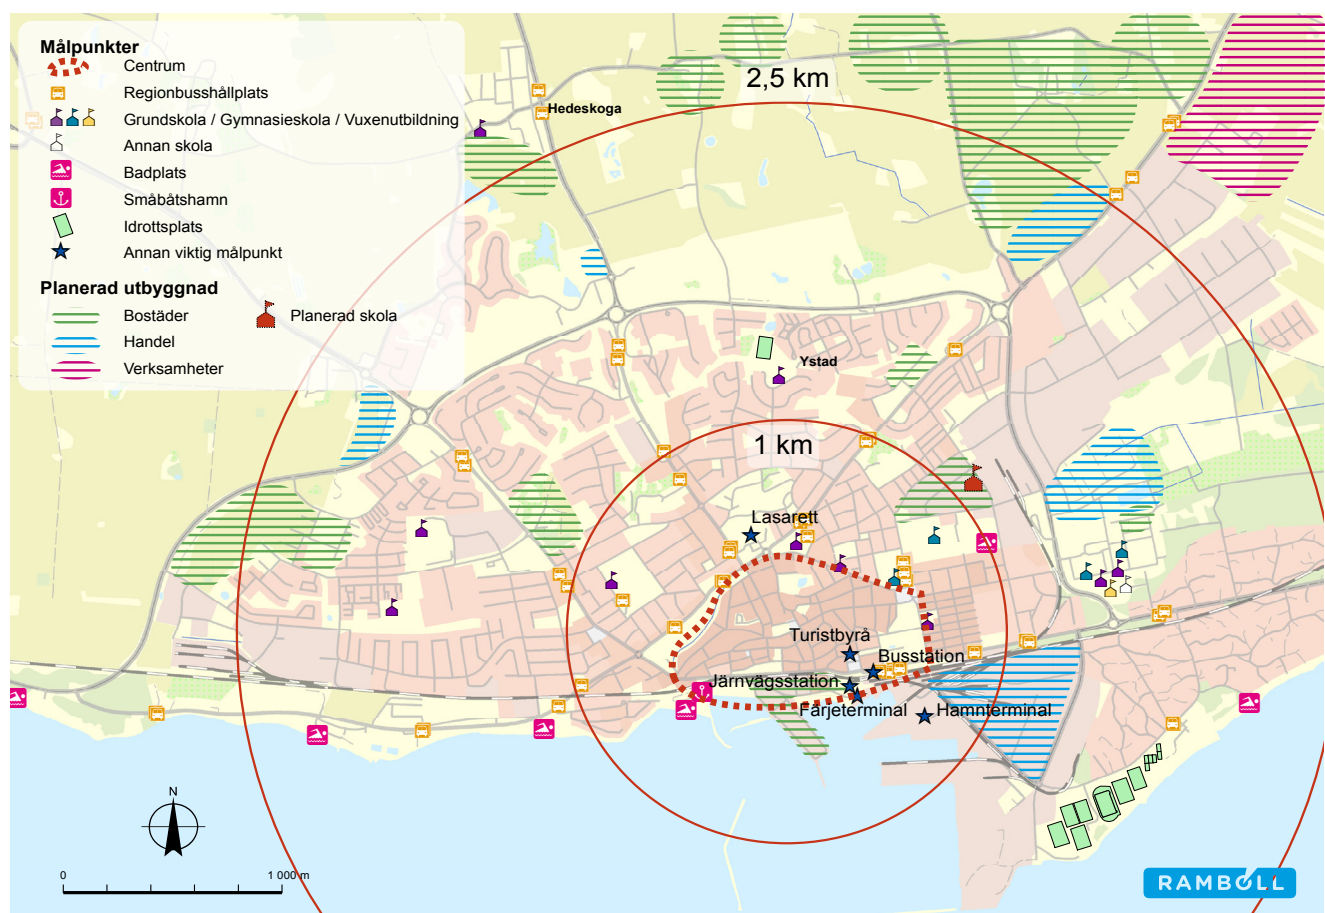 Målpunkter
Centrum
Regionbusshållplats
Grundskola / Gymnasieskola / Vuxenutbildning
Annan skola
Badplats
Småbåtshamn
Idrottsplats
Annan viktig målpunkt
Planerad utbyggnad
Bostäder
Planerad skola
Handel
Verksamheter
2,5 km
Hedeskoga
Ystad
1 km
Lasarett
Turistbyrå
Busstation
Järnvägsstation
Färjeterminal
Hamnterminal
N
0
1 000 m
RAMBOLL